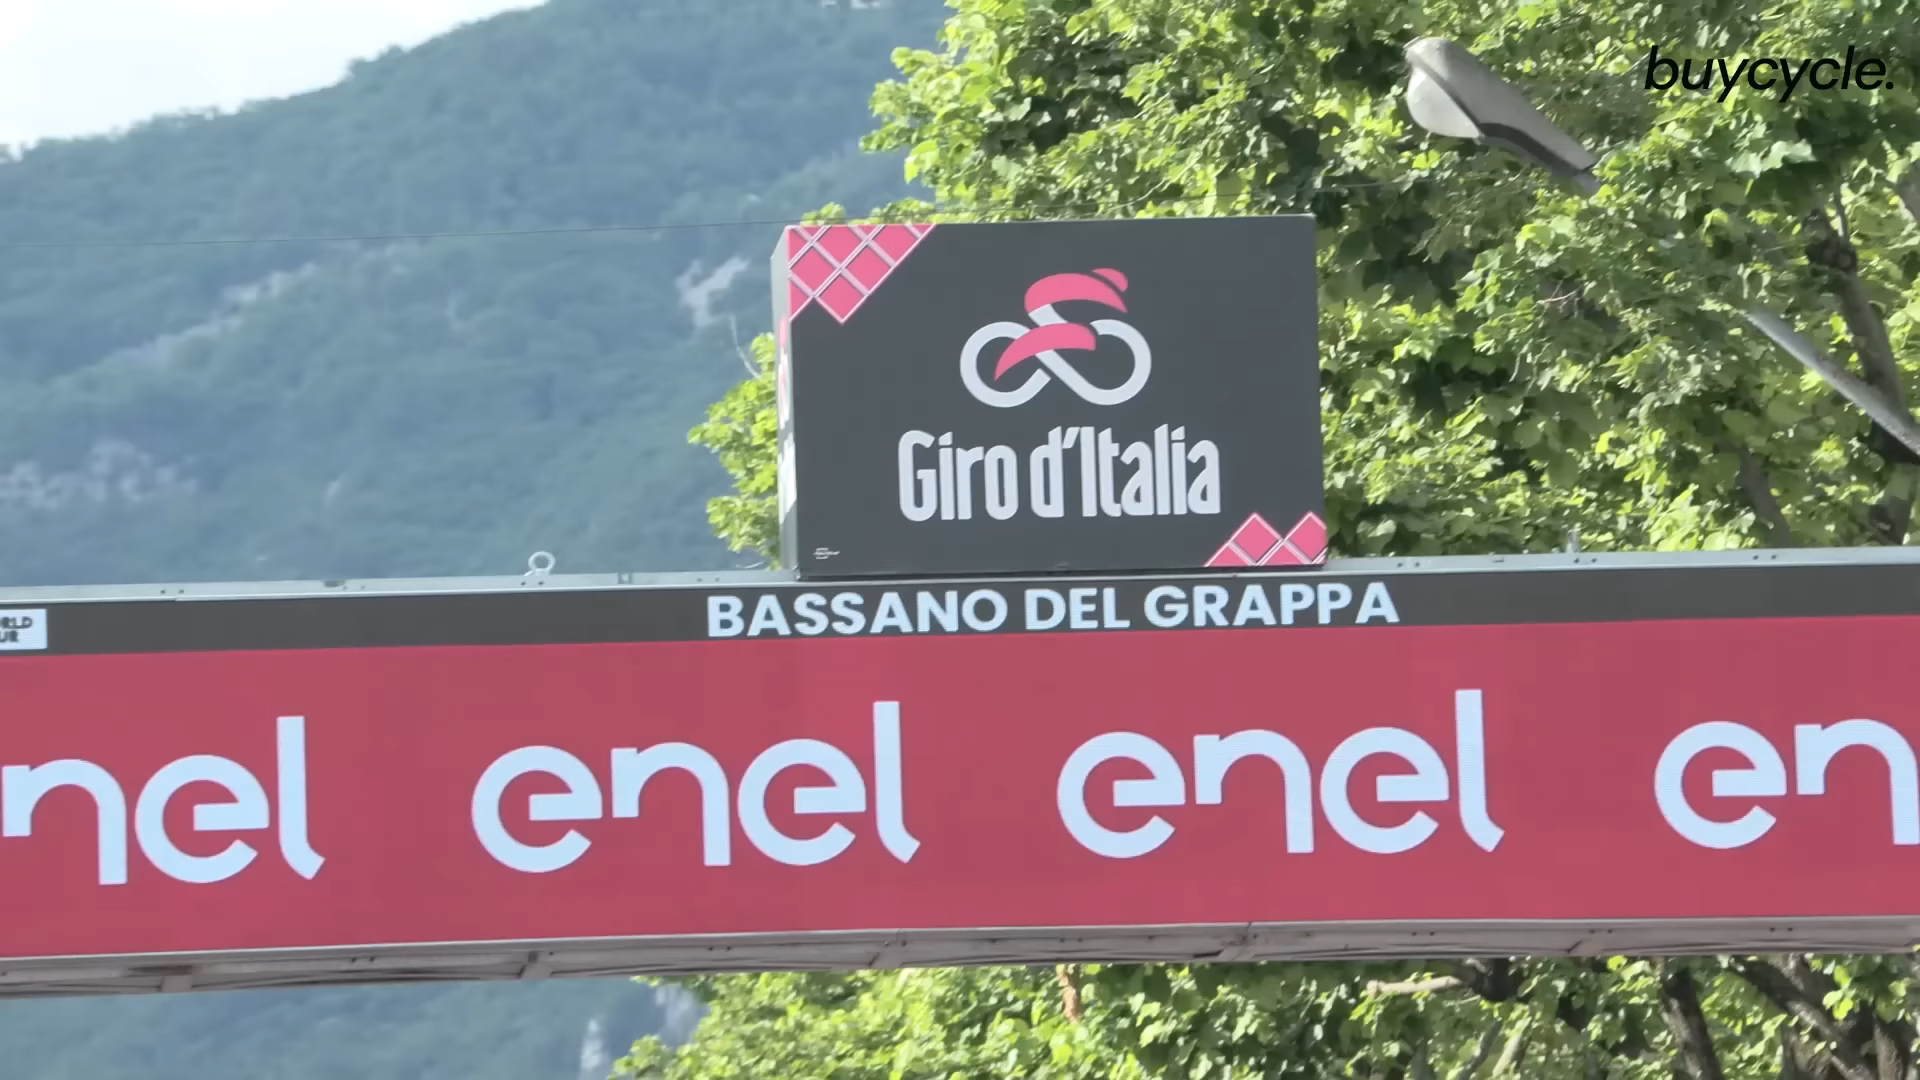 buycycle.
Giro d'Italia
BASSANO DEL GRAPPA
nel enel enel en